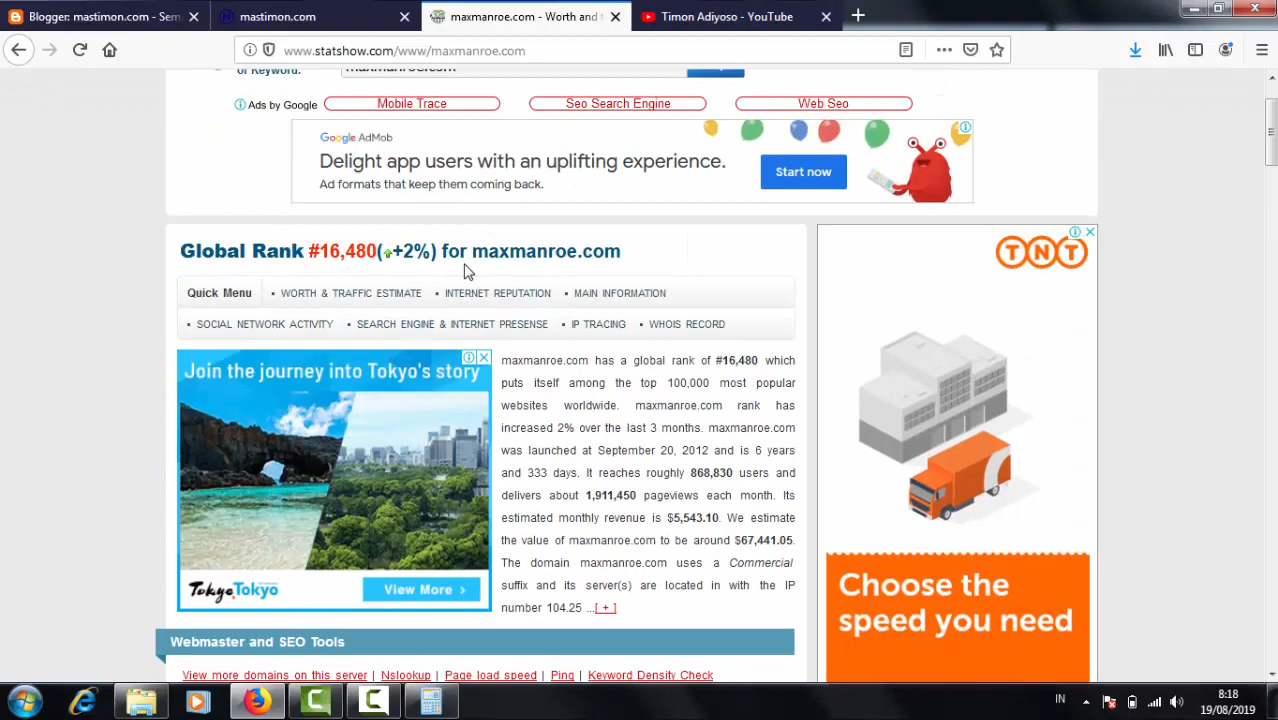 Blogger: mastimon.com - Sem
mastimon.com
maxmanroe.com - Worth and t
Timon Adiyoso - YouTube
www.statshow.com/www/maxmanroe.com
or Keyword:
maxmanroe.com
Ads by Google
Mobile Trace
Seo Search Engine
Web Seo
Google AdMob
Delight app users with an uplifting experience.
Ad formats that keep them coming back.
Start now
Global Rank #16,480(+2%) for maxmanroe.com
Quick Menu
WORTH & TRAFFIC ESTIMATE
INTERNET REPUTATION
MAIN INFORMATION
SOCIAL NETWORK ACTIVITY
SEARCH ENGINE & INTERNET PRESENSE
IP TRACING
WHOIS RECORD
Join the journey into Tokyo's story
Tokyo Tokyo
View More >
maxmanroe.com has a global rank of #16,480 which
puts itself among the top 100,000 most popular
websites worldwide. maxmanroe.com rank has
increased 2% over the last 3 months. maxmanroe.com
was launched at September 20, 2012 and is 6 years
and 333 days. It reaches roughly 868,830 users and
delivers about 1,911,450 pageviews each month. Its
estimated monthly revenue is $5,543.10. We estimate
the value of maxmanroe.com to be around $67,441.05.
The domain maxmanroe.com uses a Commercial
suffix and its server(s) are located in with the IP
number 104.25 ...[ + ]
TNT
Choose the
speed you need
Webmaster and SEO Tools
View more domains on this server | Nslookup | Page load speed | Ping | Keyword Density Check
IN
8:18
19/08/2019